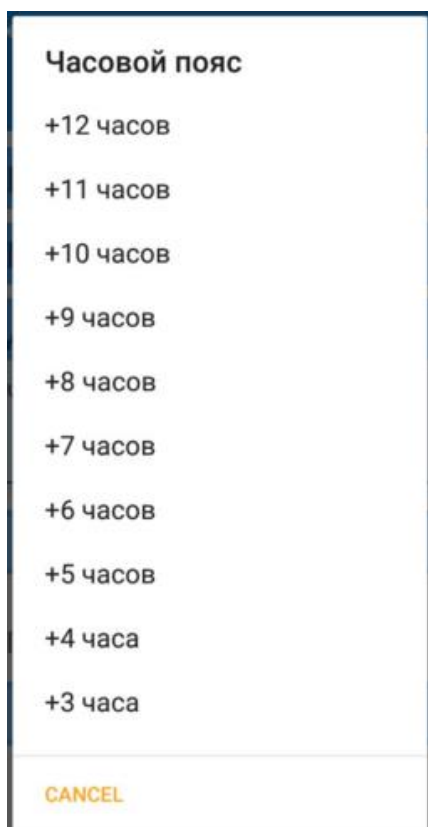 Часовой пояс
+12 часов
+11 часов
+10 часов
+9 часов
+8 часов
+7 часов
+6 часов
+5 часов
+4 часа
+3 часа
CANCEL